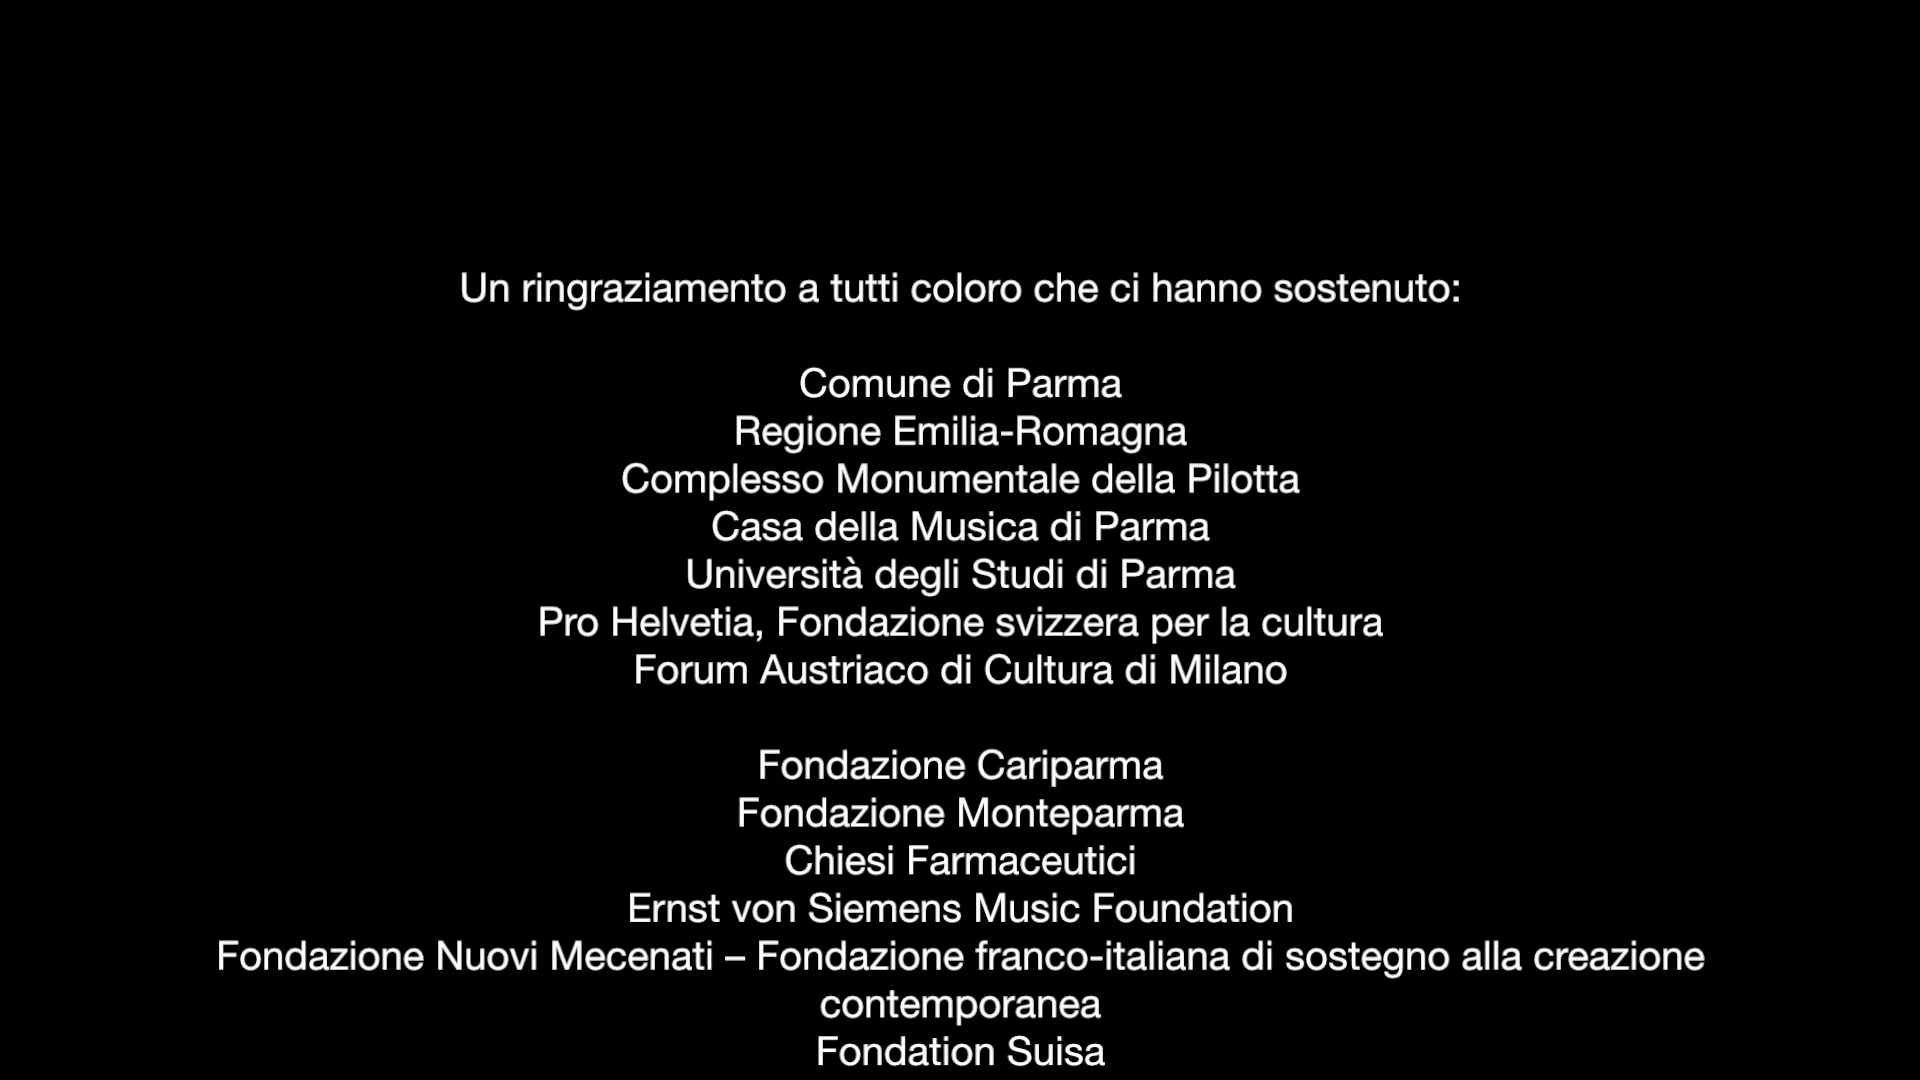 Un ringraziamento a tutti coloro che ci hanno sostenuto:
Comune di Parma
Regione Emilia-Romagna
Complesso Monumentale della Pilotta
Casa della Musica di Parma
Università degli Studi di Parma
Pro Helvetia, Fondazione svizzera per la cultura
Forum Austriaco di Cultura di Milano
Fondazione Cariparma
Fondazione Monteparma
Chiesi Farmaceutici
Ernst von Siemens Music Foundation
Fondazione Nuovi Mecenati – Fondazione franco-italiana di sostegno alla creazione
contemporanea
Fondation Suisa